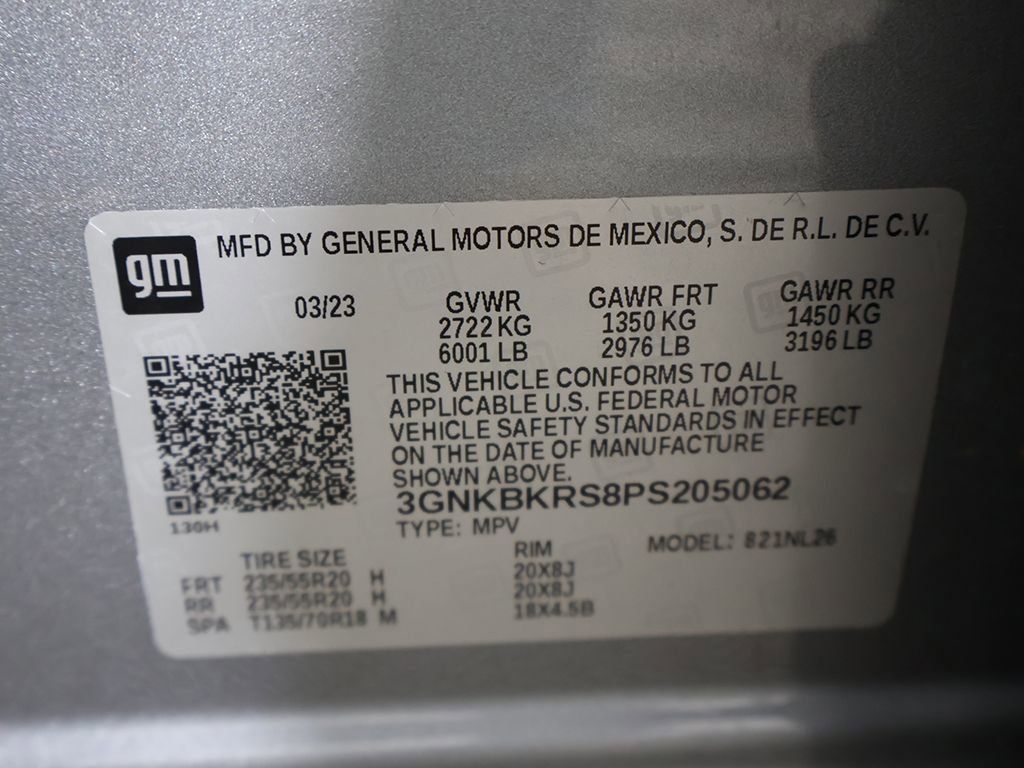 gm
MFD BY GENERAL MOTORS DE MEXICO, S. DE R.L. DE C.V.
03/23 GVWR GAWR FRT GAWR RR
2722 KG 1350 KG 1450 KG
6001 LB 2976 LB 3196 LB
THIS VEHICLE CONFORMS TO ALL
APPLICABLE U.S. FEDERAL MOTOR
VEHICLE SAFETY STANDARDS IN EFFECT
ON THE DATE OF MANUFACTURE
SHOWN ABOVE.
3GNKBKRS8PS205062
130H
TYPE: MPV MODEL: 821NL26
TIRE SIZE RIM
FRT 235/55R20 H 20X8J
RR 235/55R20 H 20X8J
SPA T135/70R18 M 18X4.5B